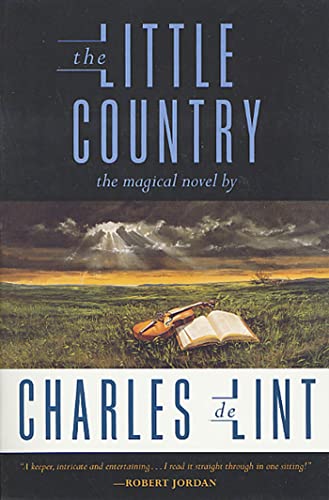 the LITTLE
COUNTRY
the magical novel by
CHARLES de LINT
"A keeper, intricate and entertaining . . . I read it straight through in one sitting!"
—ROBERT JORDAN